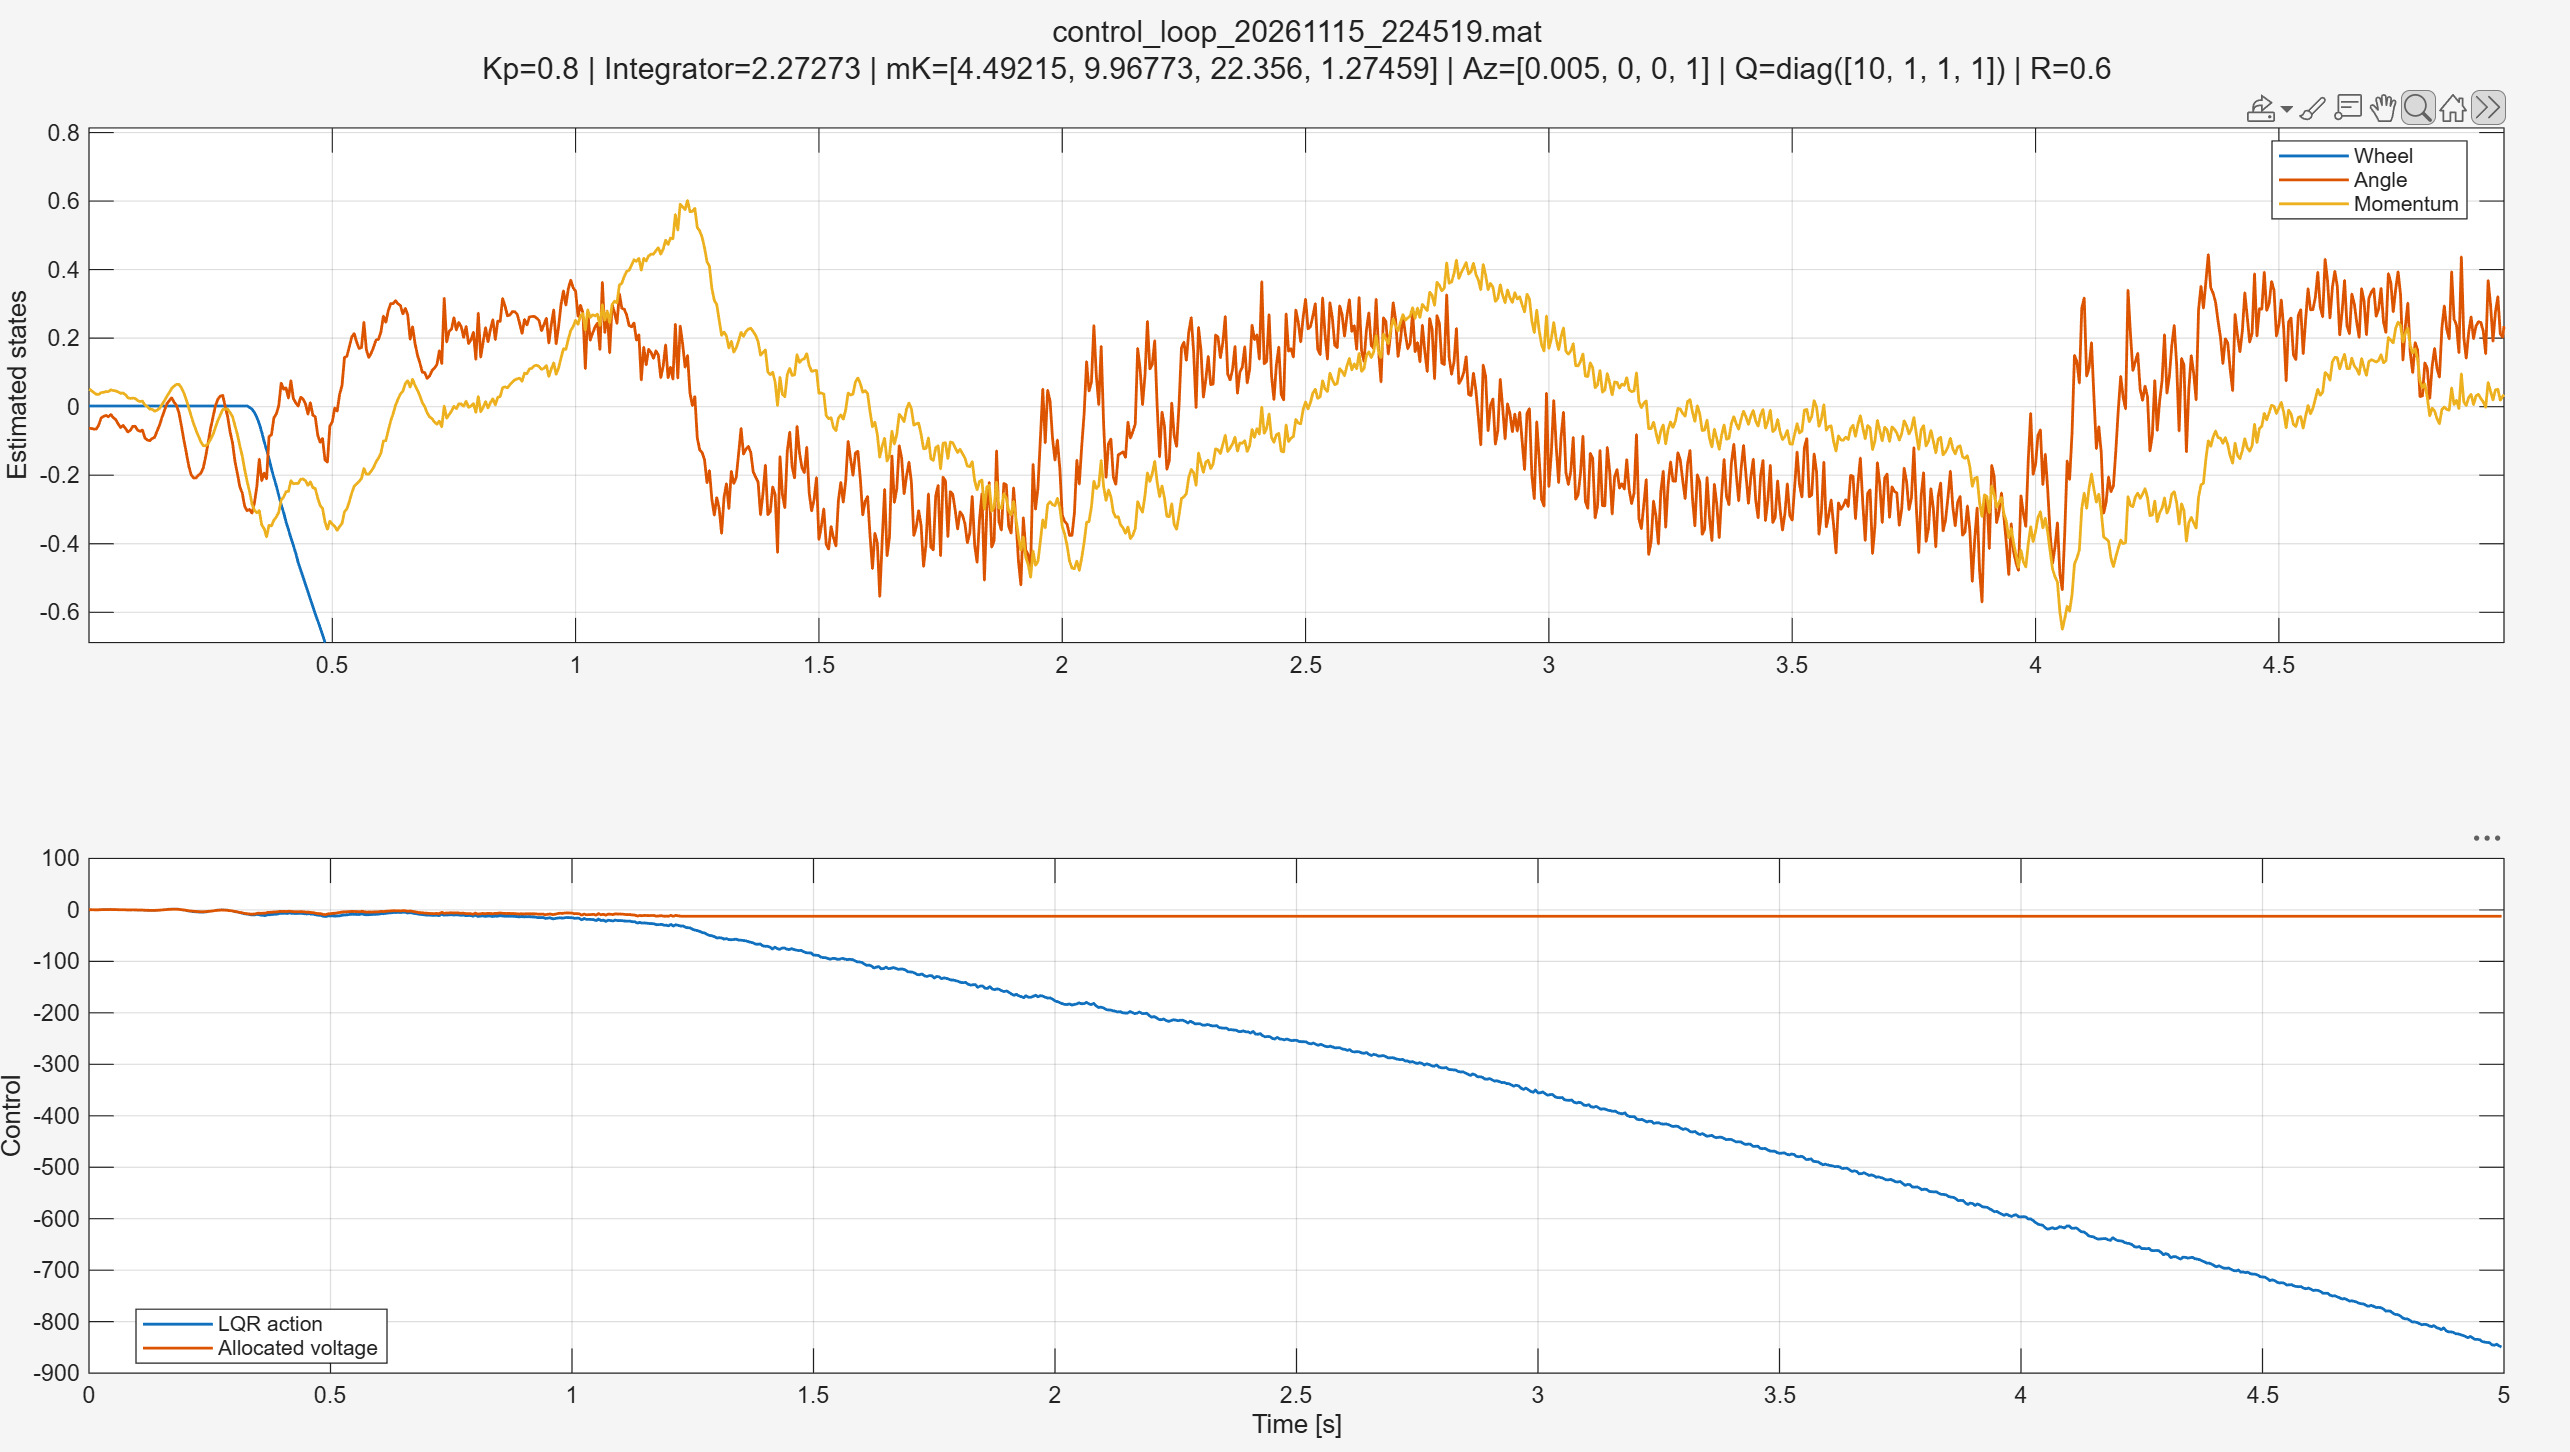 control_loop_20261115_224519.mat
Kp=0.8 | Integrator=2.27273 | mK=[4.49215, 9.96773, 22.356, 1.27459] | Az=[0.005, 0, 0, 1] | Q=diag([10, 1, 1, 1]) | R=0.6
Estimated states
0.8
0.6
0.4
0.2
0
-0.2
-0.4
-0.6
Wheel
Angle
Momentum
0.5 1 1.5 2 2.5 3 3.5 4 4.5
Control
100
0
-100
-200
-300
-400
-500
-600
-700
-800
-900
LQR action
Allocated voltage
0 0.5 1 1.5 2 2.5 3 3.5 4 4.5 5
Time [s]